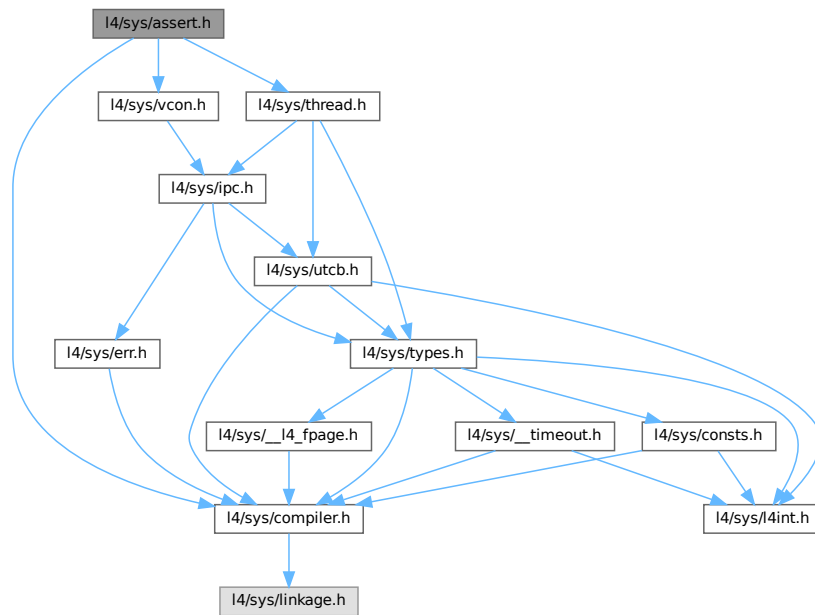 l4/sys/assert.h
l4/sys/vcon.h
l4/sys/thread.h
l4/sys/ipc.h
l4/sys/utcb.h
l4/sys/err.h
l4/sys/types.h
l4/sys/__l4_fpage.h
l4/sys/__timeout.h
l4/sys/consts.h
l4/sys/compiler.h
l4/sys/l4int.h
l4/sys/linkage.h